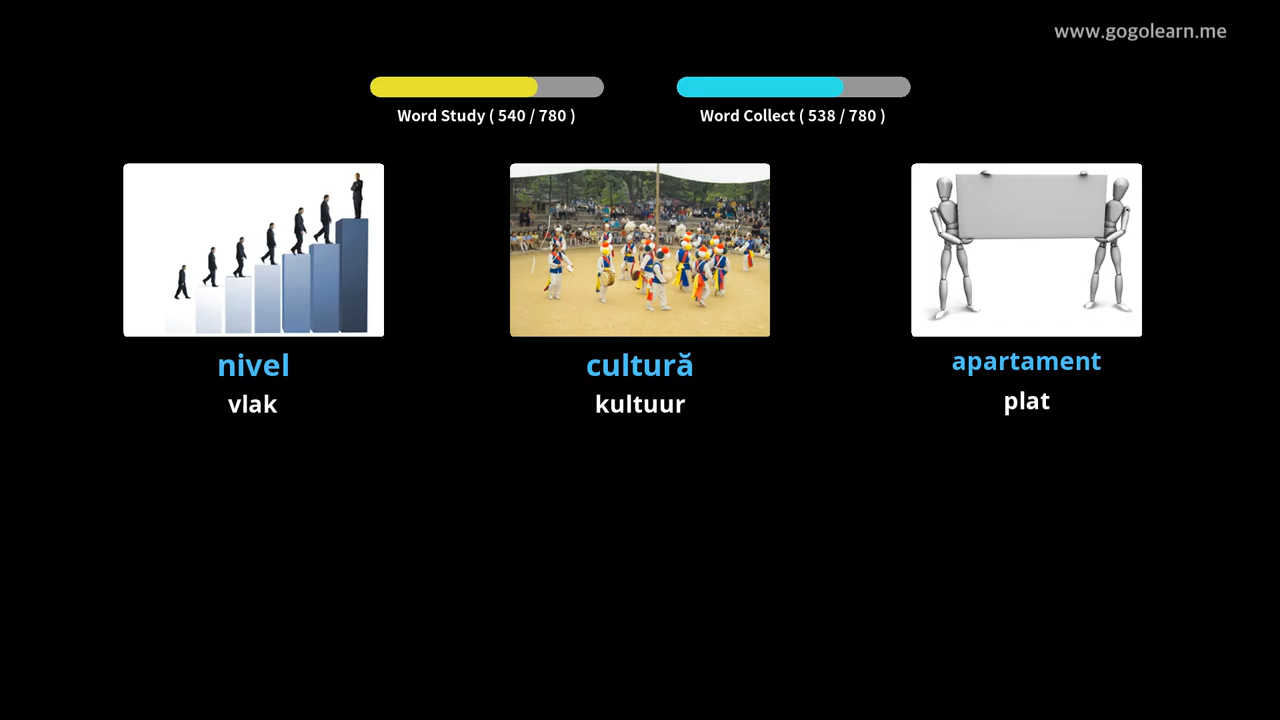 www.gogolearn.me
Word Study ( 540 / 780 )
Word Collect ( 538 / 780 )
nivel
vlak
cultură
kultuur
apartament
plat